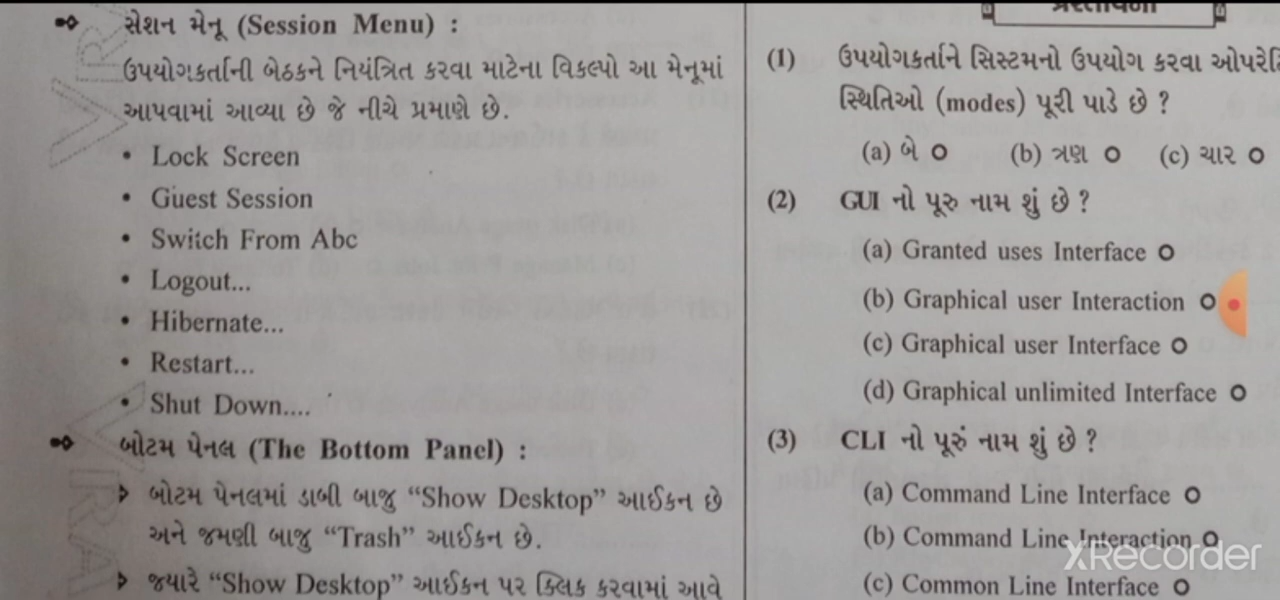 સેશન મેનૂ (Session Menu) :
ઉપયોગકર્તાની બેઠકને નિયંત્રિત કરવા માટેના વિકલ્પો આ મેનૂમાં
આપવામાં આવ્યા છે જે નીચે પ્રમાણે છે.
• Lock Screen
• Guest Session
• Switch From Abc
• Logout...
• Hibernate...
• Restart...
• Shut Down....
બોટમ પેનલ (The Bottom Panel) :
બોટમ પેનલમાં ડાબી બાજુ “Show Desktop” આઈકન છે
અને જમણી બાજુ “Trash” આઈકન છે.
જ્યારે “Show Desktop” આઈકન પર ક્લિક કરવામાં આવે
પ્રસ્તાવના
(1) ઉપયોગકર્તાને સિસ્ટમનો ઉપયોગ કરવા
સ્થિતિઓ (modes) પૂરી પાડે છે ?
(a) બે (b) ત્રણ (c) ચાર
(2) GUI નો પૂરુ નામ શું છે ?
(a) Granted uses Interface
(b) Graphical user Interaction
(c) Graphical user Interface
(d) Graphical unlimited Interface
(3) CLI નો પૂરું નામ શું છે ?
(a) Command Line Interface
(b) Command Line Interaction
(c) Common Line Interface
XRecorder